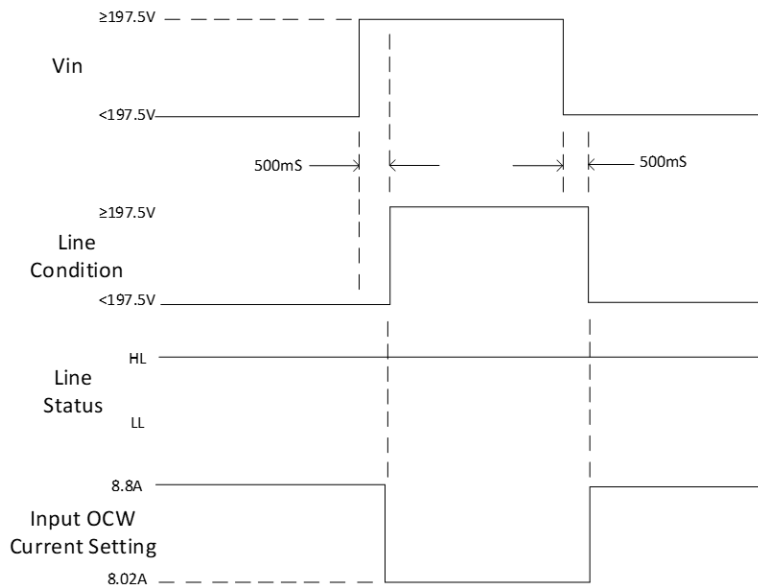 ≥197.5V
Vin
<197.5V
500mS
500mS
≥197.5V
Line
Condition
<197.5V
HL
Line
Status
LL
8.8A
Input OCW
Current Setting
8.02A